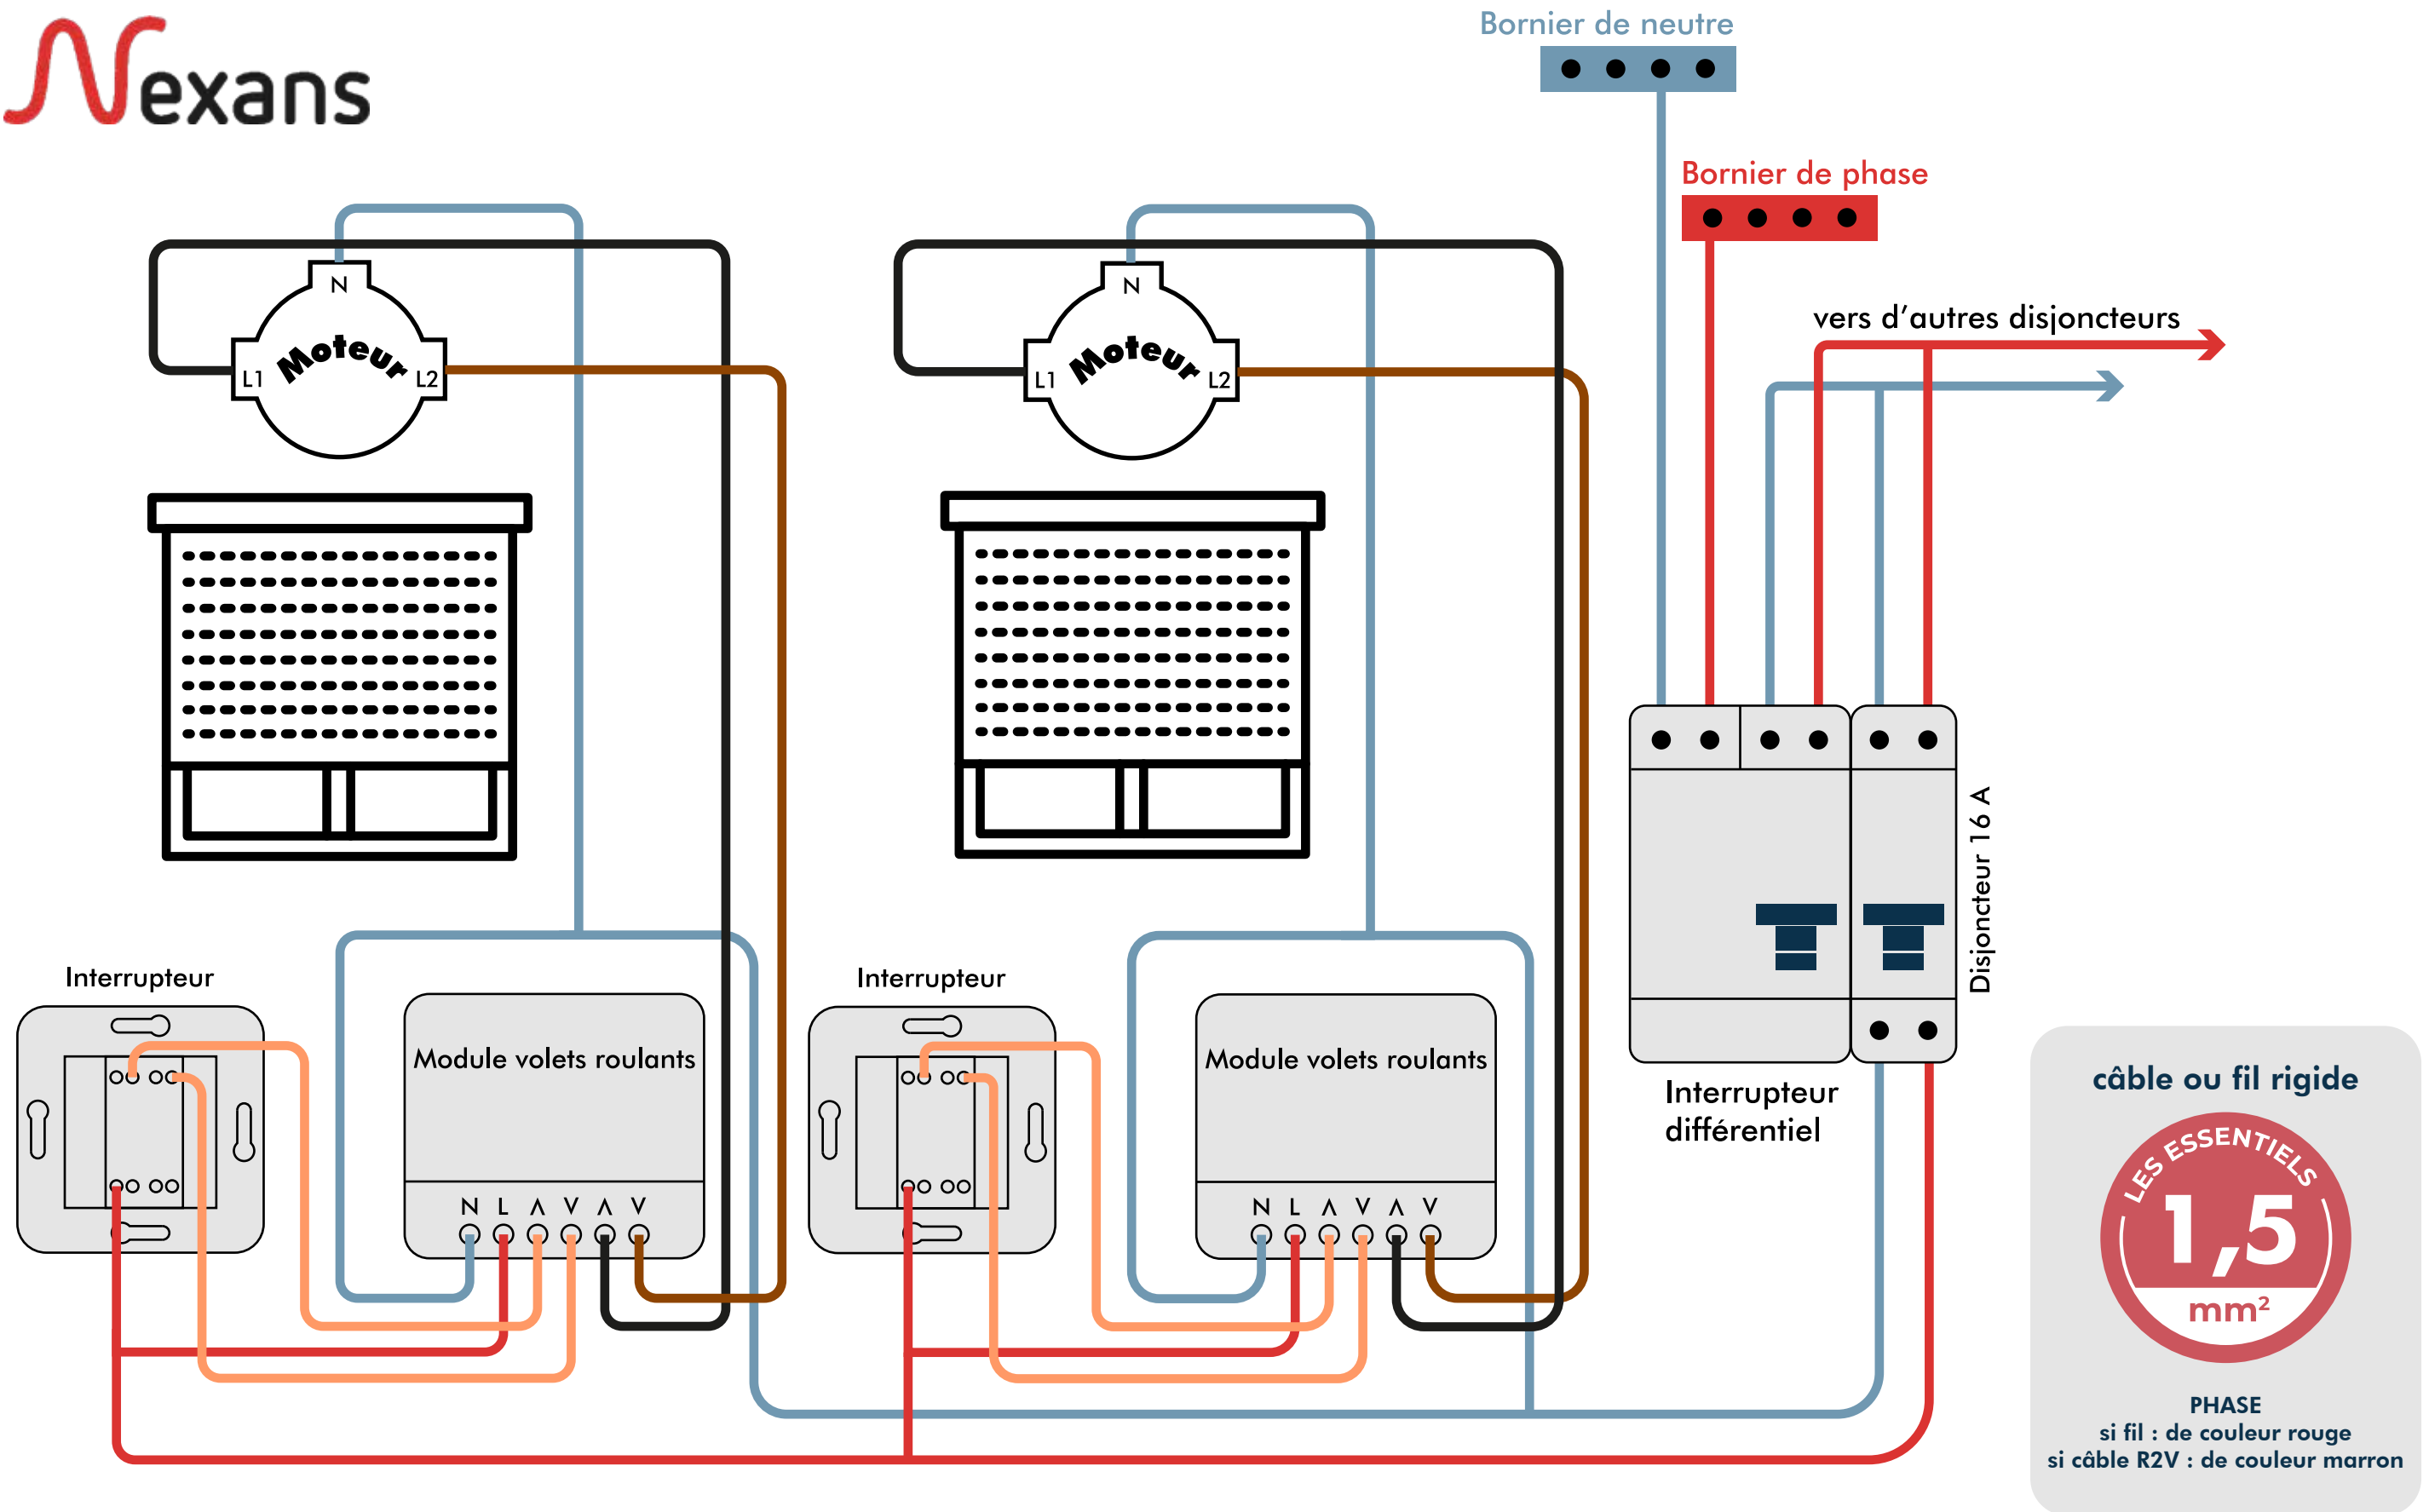 Nexans
Bornier de neutre
Bornier de phase
vers d'autres disjoncteurs
N
Moteur
L1
L2
N
Moteur
L1
L2
Disjoncteur 16 A
Interrupteur
différentiel
Interrupteur
Module volets roulants
N L Λ V Λ V
Interrupteur
Module volets roulants
N L Λ V Λ V
câble ou fil rigide
LES ESSENTIELS
1,5
mm²
PHASE
si fil : de couleur rouge
si câble R2V : de couleur marron